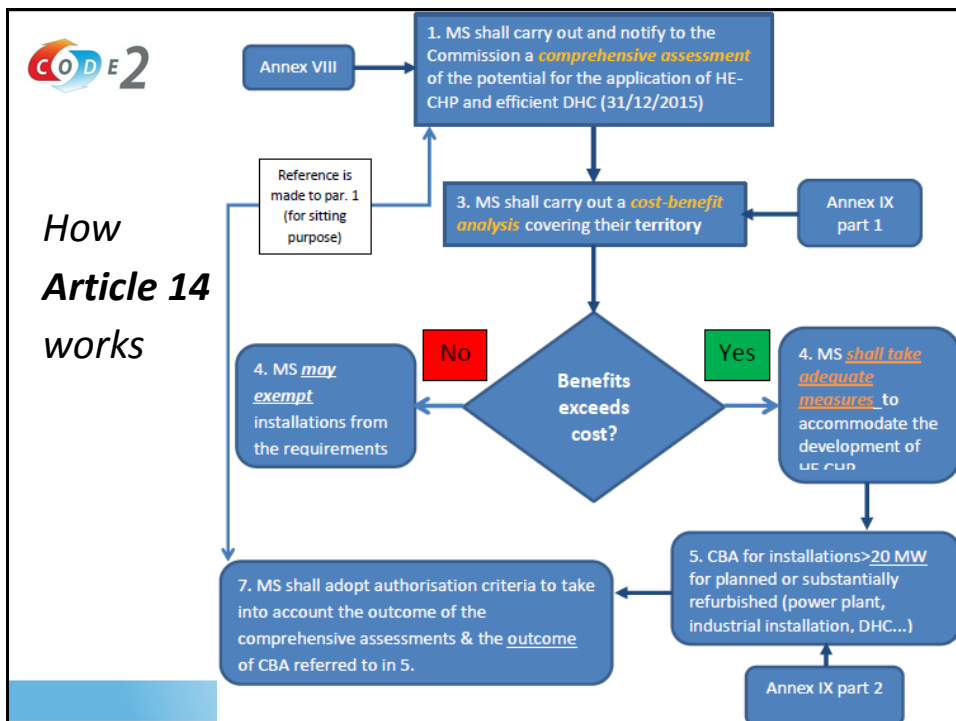 CODE2
How
Article 14
works
Annex VIII
1. MS shall carry out and notify to the
Commission a comprehensive assessment
of the potential for the application of HE-
CHP and efficient DHC (31/12/2015)
Reference is
made to par. 1
(for sitting
purpose)
3. MS shall carry out a cost-benefit
analysis covering their territory
Annex IX
part 1
No
Yes
Benefits
exceeds
cost?
4. MS may
exempt
installations from
the requirements
4. MS shall take
adequate
measures to
accommodate the
development of
HE CHP
5. CBA for installations>20 MW
for planned or substantially
refurbished (power plant,
industrial installation, DHC...)
7. MS shall adopt authorisation criteria to take
into account the outcome of the
comprehensive assessments & the outcome
of CBA referred to in 5.
Annex IX part 2